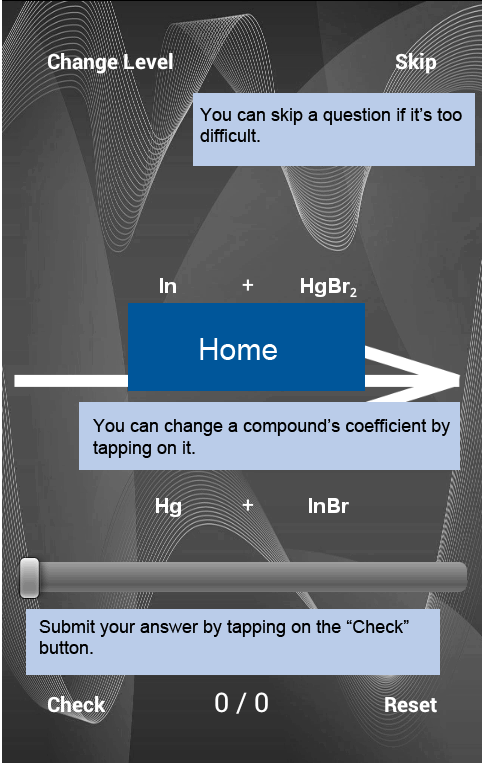 Change Level Skip
You can skip a question if it’s too
difficult.
In + HgBr₂
Home
You can change a compound’s coefficient by
tapping on it.
Hg + InBr
Submit your answer by tapping on the “Check”
button.
Check 0 / 0 Reset